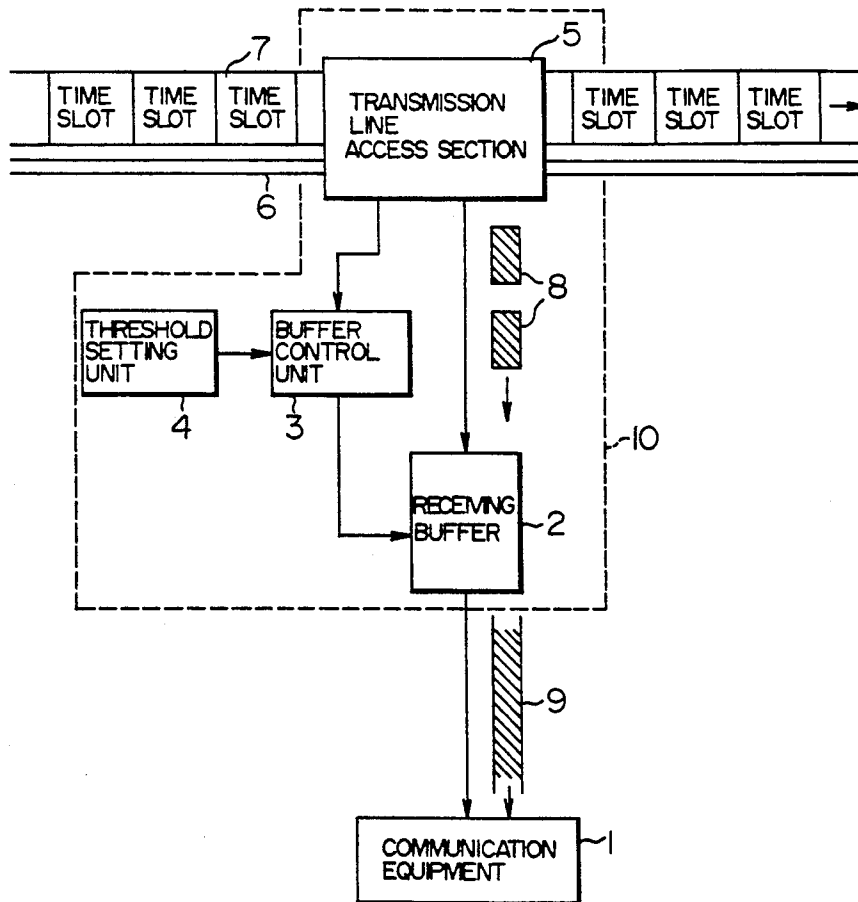 7
5
TIME SLOT
TIME SLOT
TIME SLOT
TRANSMISSION
LINE
ACCESS SECTION
TIME SLOT
TIME SLOT
TIME SLOT
6
8
THRESHOLD
SETTING
UNIT
BUFFER
CONTROL
UNIT
4
3
10
RECEIVING
BUFFER
2
9
COMMUNICATION
EQUIPMENT
1